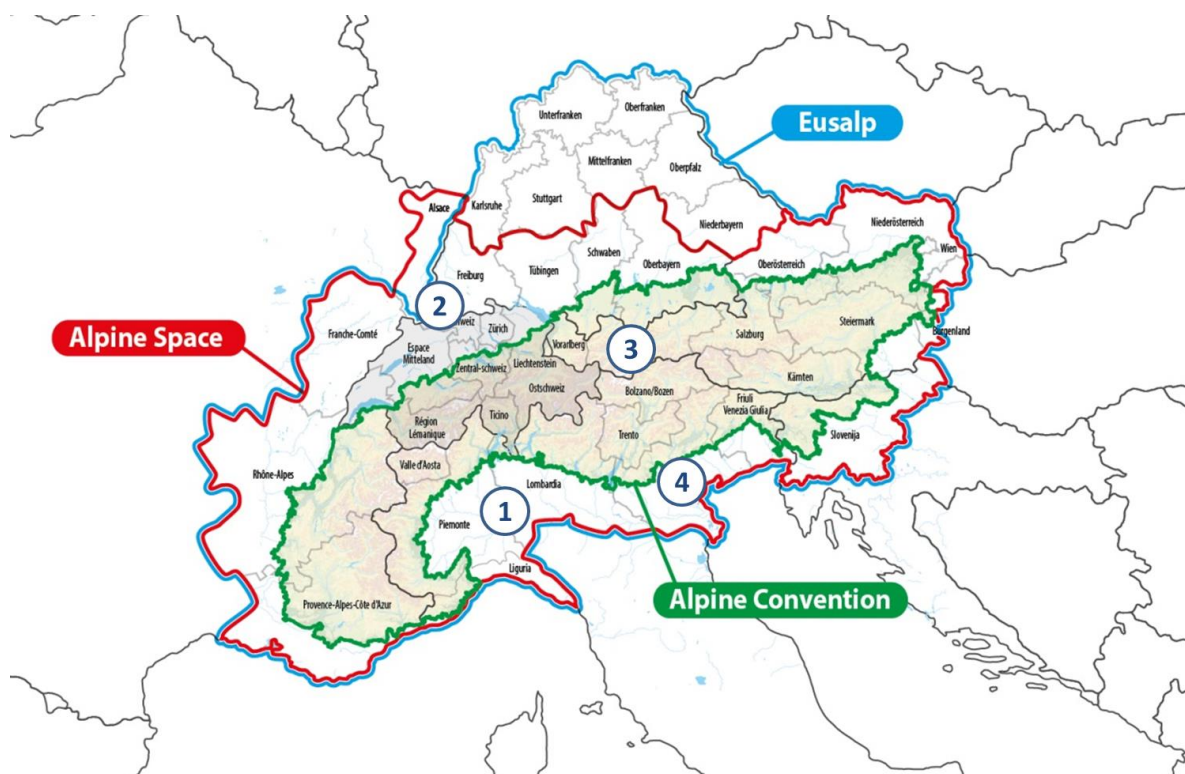 Unterfranken
Oberfranken
Eusalp
Mittelfranken
Oberpfalz
Alsace
Karlsruhe
Stuttgart
Niederbayern
Niederösterreich
Schwaben
Wien
Freiburg
Tübingen
Oberbayern
Oberösterreich
2
Franche-Comté
Zürich
Burgenland
Alpine Space
Espace
Mitteland
Vorarlberg
3
Salzburg
Steiermark
Zentral-schweiz
Liechtenstein
Ostschweiz
Bolzano/Bozen
Kärnten
Région
Lémanique
Ticino
Friuli
Venezia Grulia
Trento
Slovenija
Valle d'Aosta
Rhône-Alpes
Lombardia
4
1
Piemonte
Liguria
Alpine Convention
Provence-Alpes-Côte d'Azur